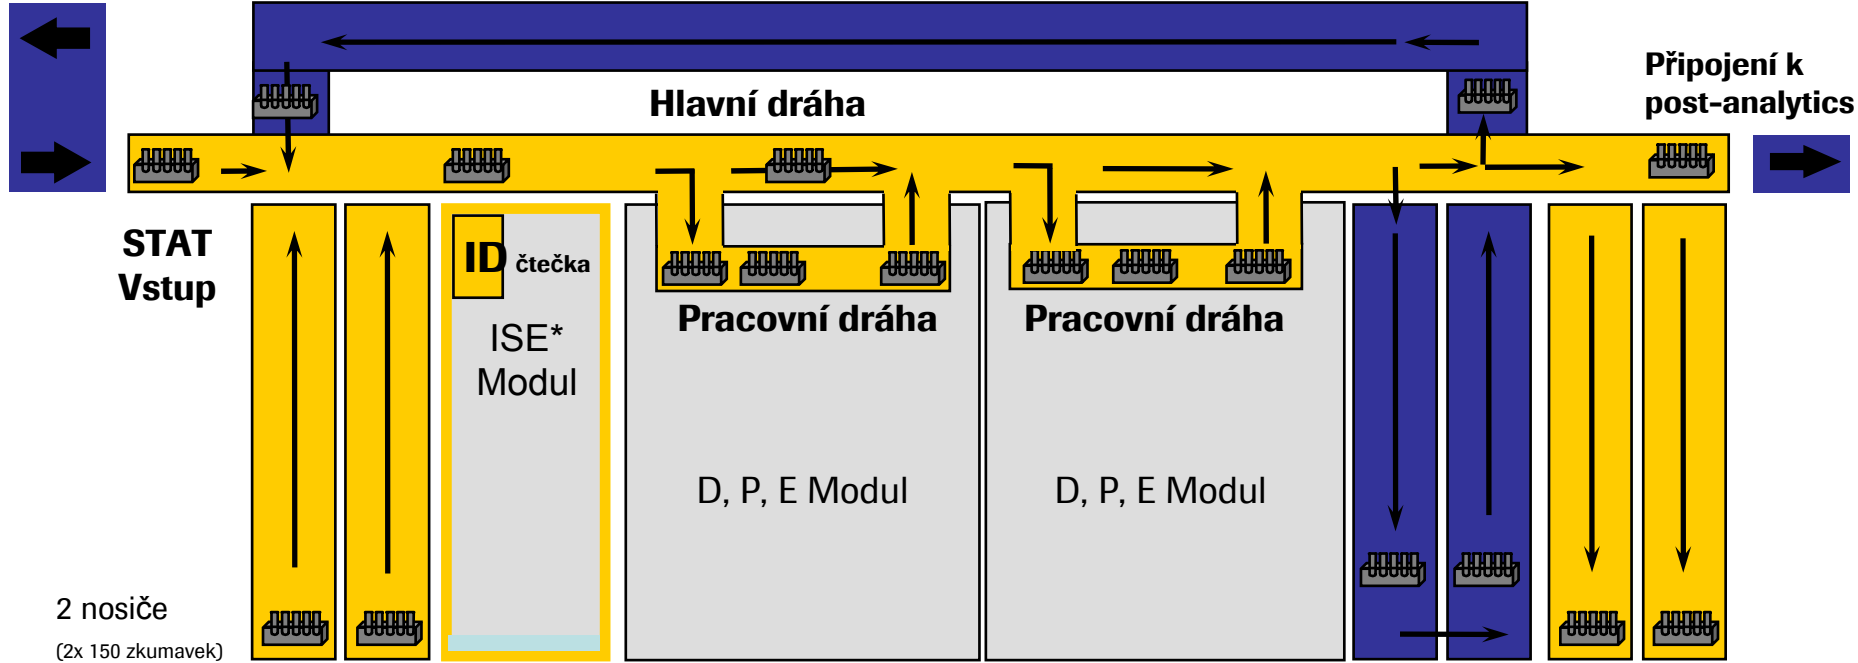 Připojení k
post-analytics
Hlavní dráha
STAT
Vstup
ID čtečka
ISE*
Modul
Pracovní dráha
Pracovní dráha
D, P, E Modul
D, P, E Modul
2 nosiče
(2x 150 zkumavek)